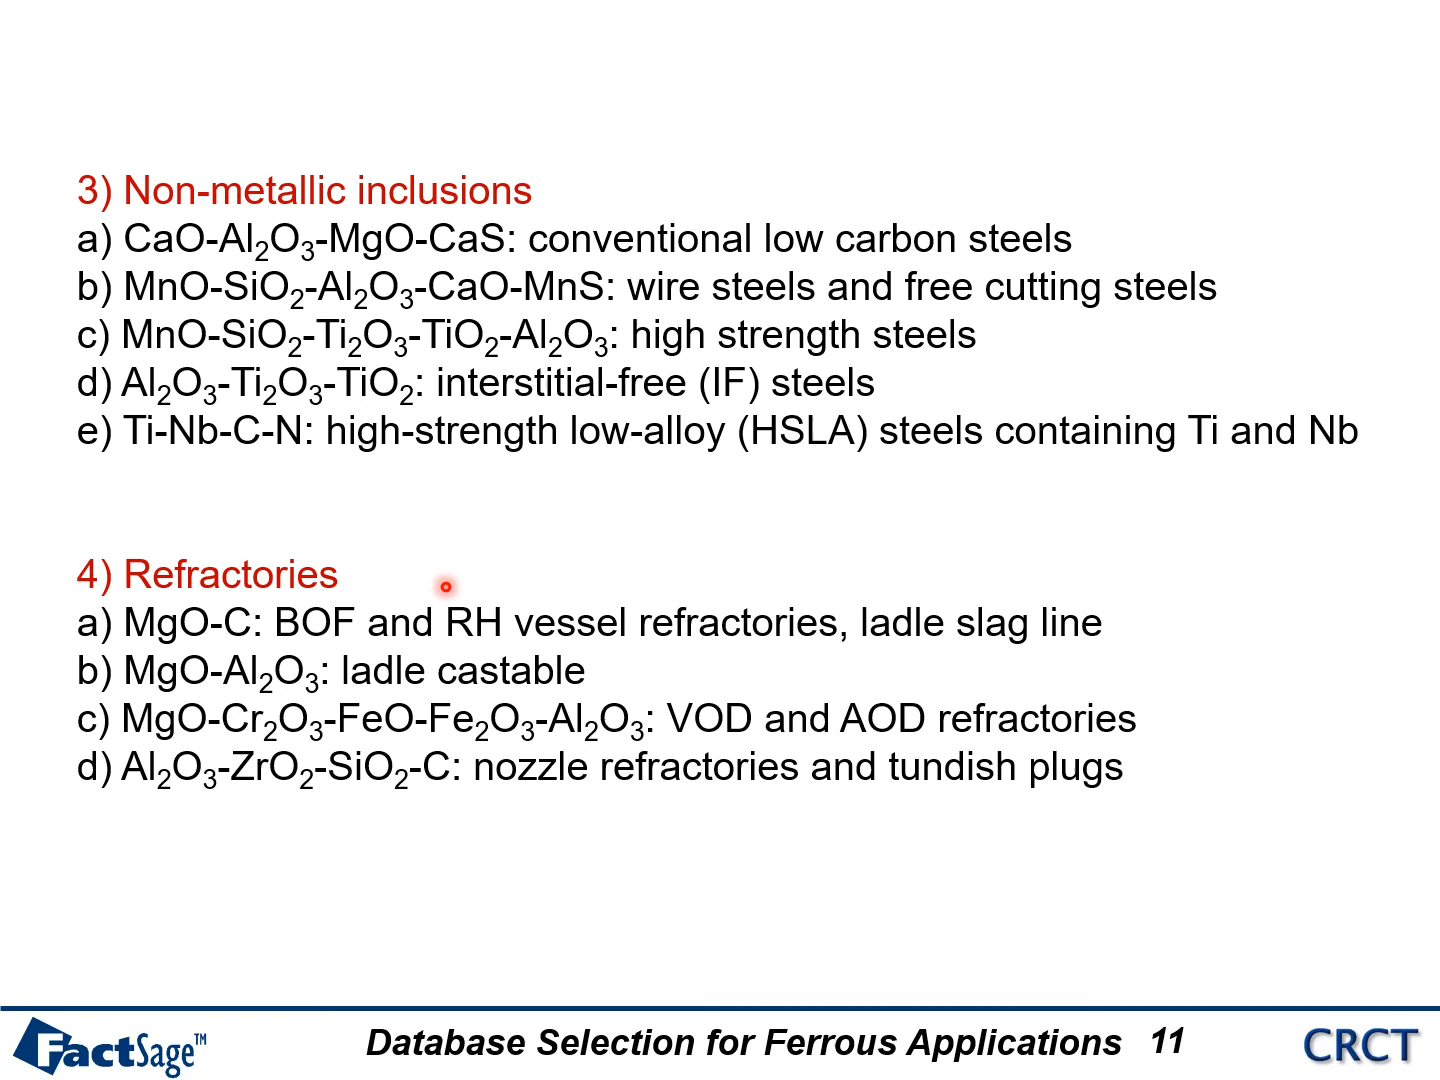 3) Non-metallic inclusions
a) CaO-Al₂O₃-MgO-CaS: conventional low carbon steels
b) MnO-SiO₂-Al₂O₃-CaO-MnS: wire steels and free cutting steels
c) MnO-SiO₂-Ti₂O₃-TiO₂-Al₂O₃: high strength steels
d) Al₂O₃-Ti₂O₃-TiO₂: interstitial-free (IF) steels
e) Ti-Nb-C-N: high-strength low-alloy (HSLA) steels containing Ti and Nb
4) Refractories
a) MgO-C: BOF and RH vessel refractories, ladle slag line
b) MgO-Al₂O₃: ladle castable
c) MgO-Cr₂O₃-FeO-Fe₂O₃-Al₂O₃: VOD and AOD refractories
d) Al₂O₃-ZrO₂-SiO₂-C: nozzle refractories and tundish plugs
FactSage™ Database Selection for Ferrous Applications 11 CRCT